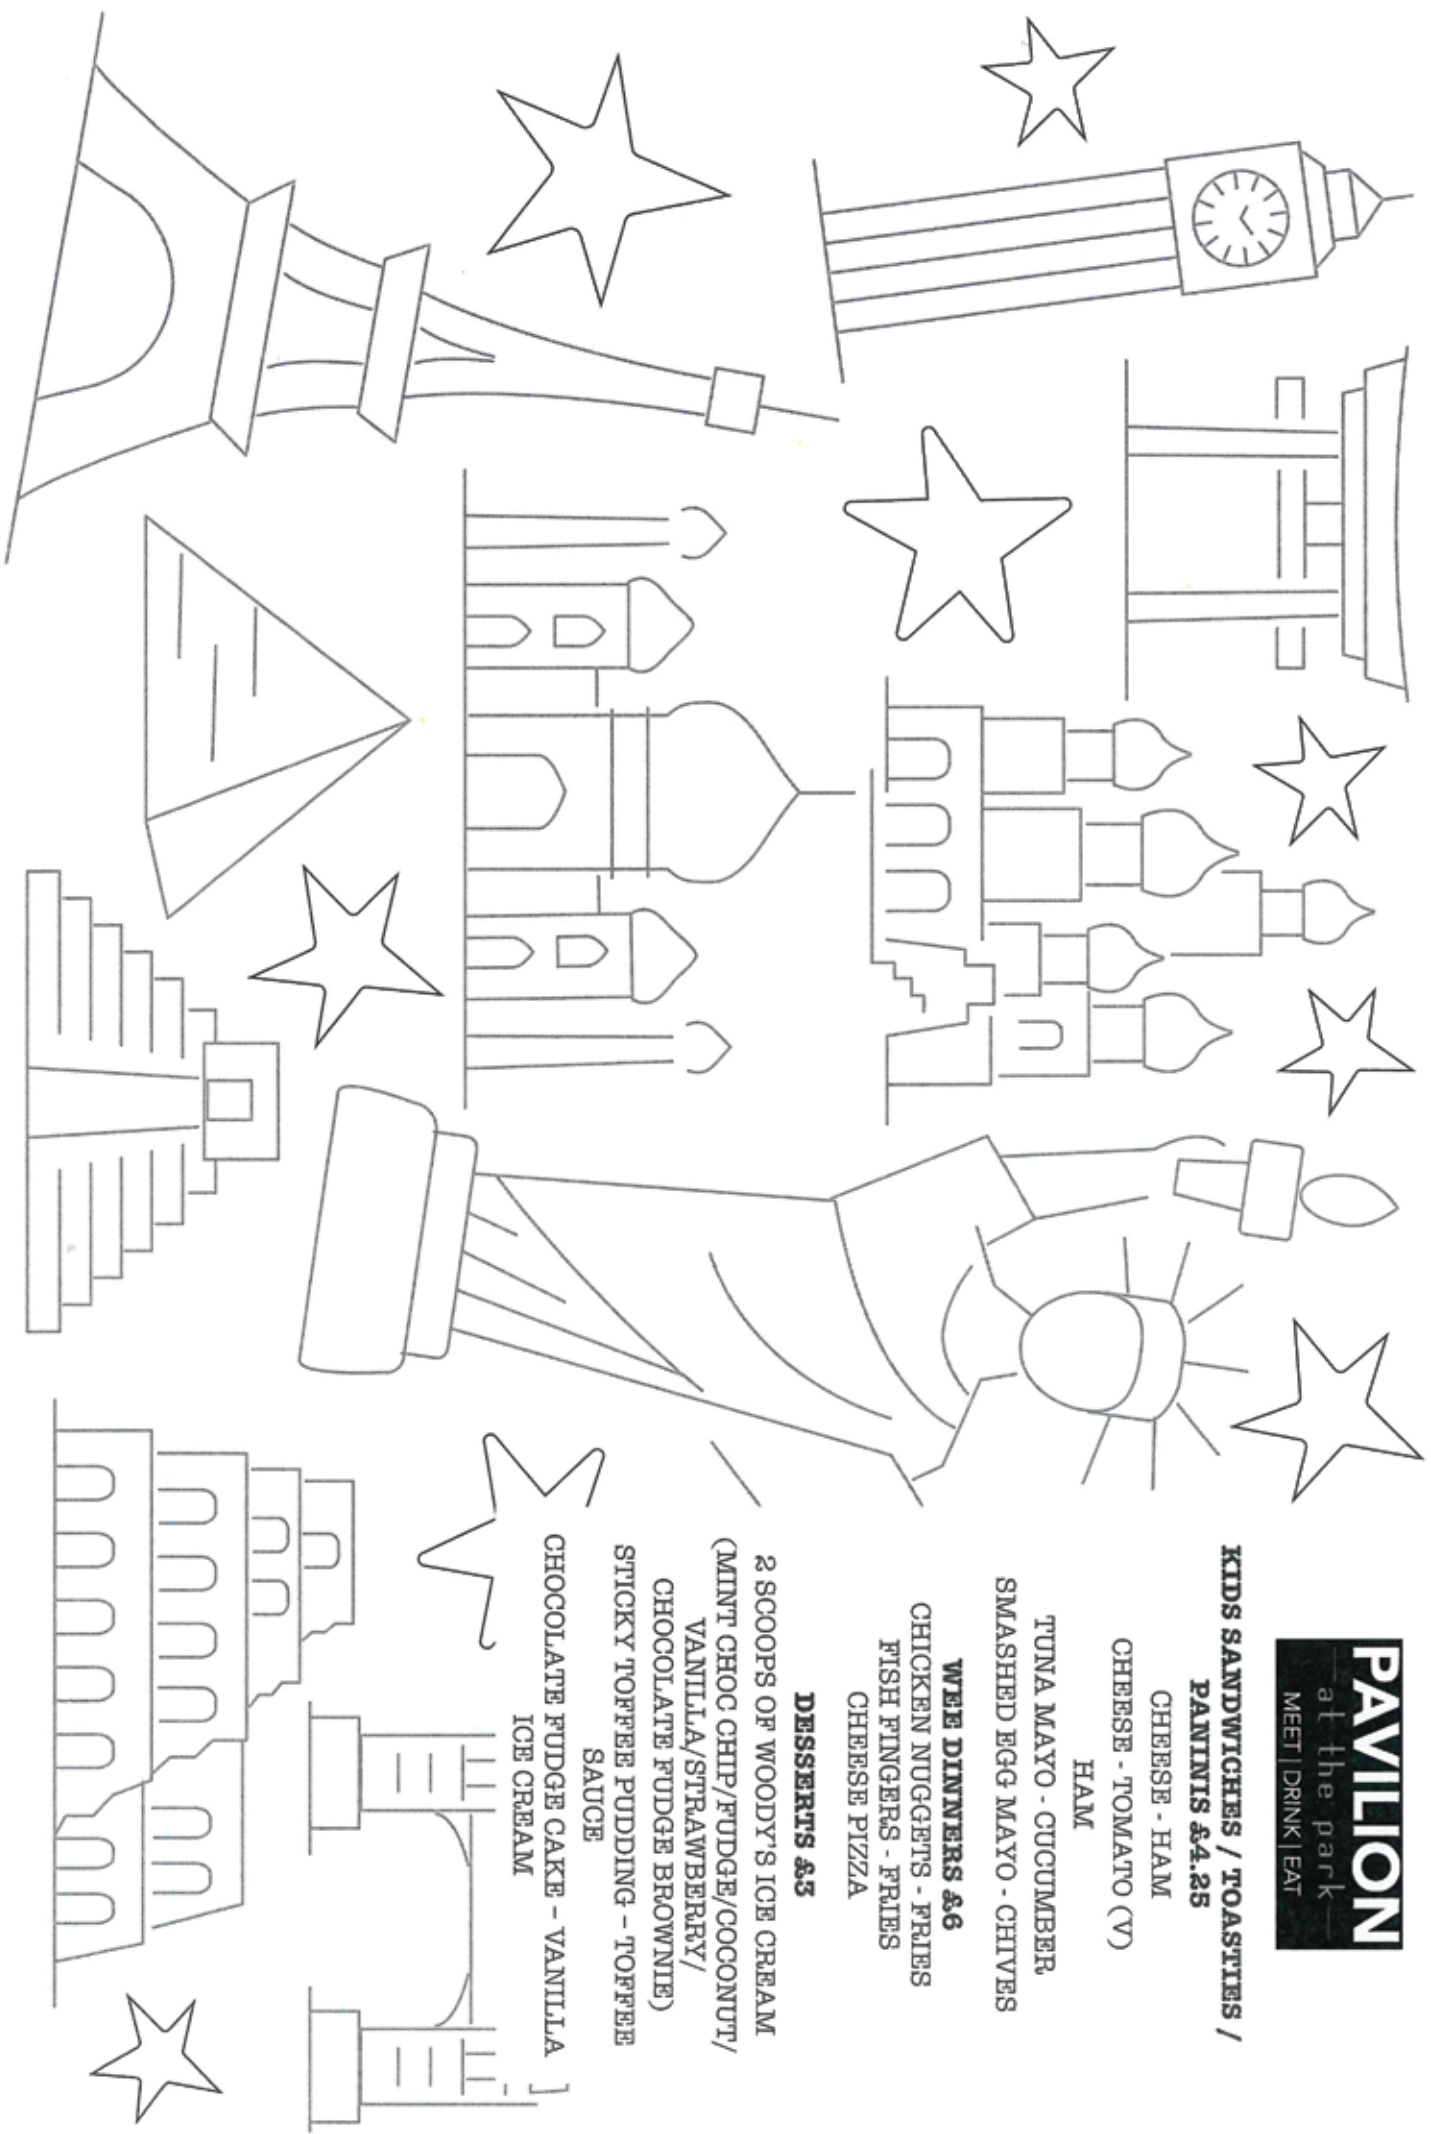 PAVILION
at the park
MEET | DRINK | EAT
KIDS SANDWICHES / TOASTIES /
PANINIS £4.25
CHEESE - HAM
CHEESE - TOMATO (V)
HAM
TUNA MAYO - CUCUMBER
SMASHED EGG MAYO - CHIVES
WEE DINNERS £6
CHICKEN NUGGETS - FRIES
FISH FINGERS - FRIES
CHEESE PIZZA
DESSERTS £3
2 SCOOPS OF WOODY'S ICE CREAM
(MINT CHOC CHIP/FUDGE/COCONUT/
VANILLA/STRAWBERRY/
CHOCOLATE FUDGE BROWNIE)
STICKY TOFFEE PUDDING – TOFFEE
SAUCE
CHOCOLATE FUDGE CAKE – VANILLA
ICE CREAM